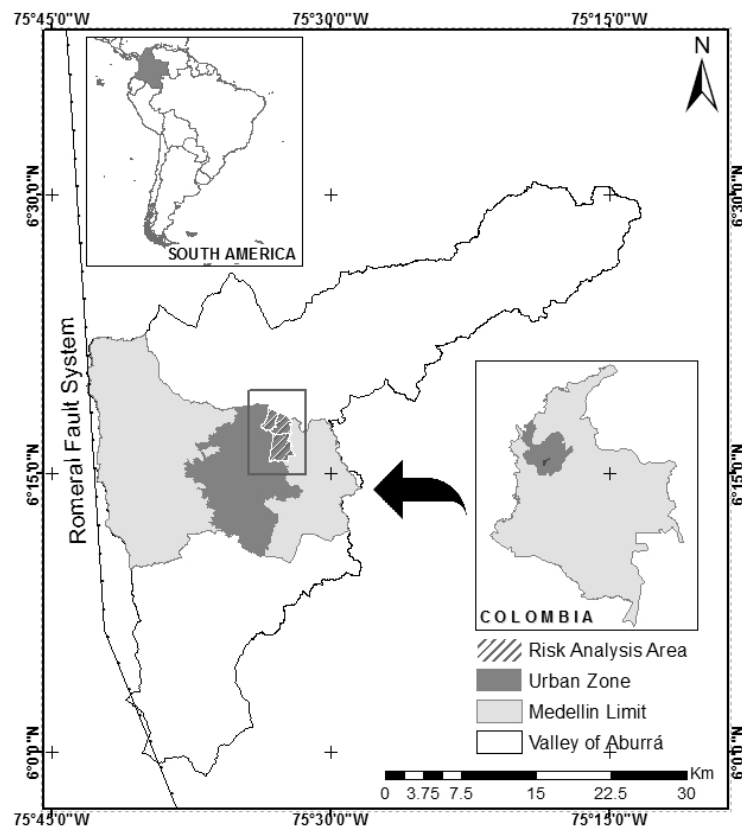 75°45'0"W 75°30'0"W 75°15'0"W
N
SOUTH AMERICA
6°30'0"N 6°30'0"N
Romeral Fault System
6°15'0"N 6°15'0"N
COLOMBIA
Risk Analysis Area
Urban Zone
Medellin Limit
Valley of Aburrá
6°0'0"N 6°0'0"N
Km
0 3.75 7.5 15 22.5 30
75°45'0"W 75°30'0"W 75°15'0"W